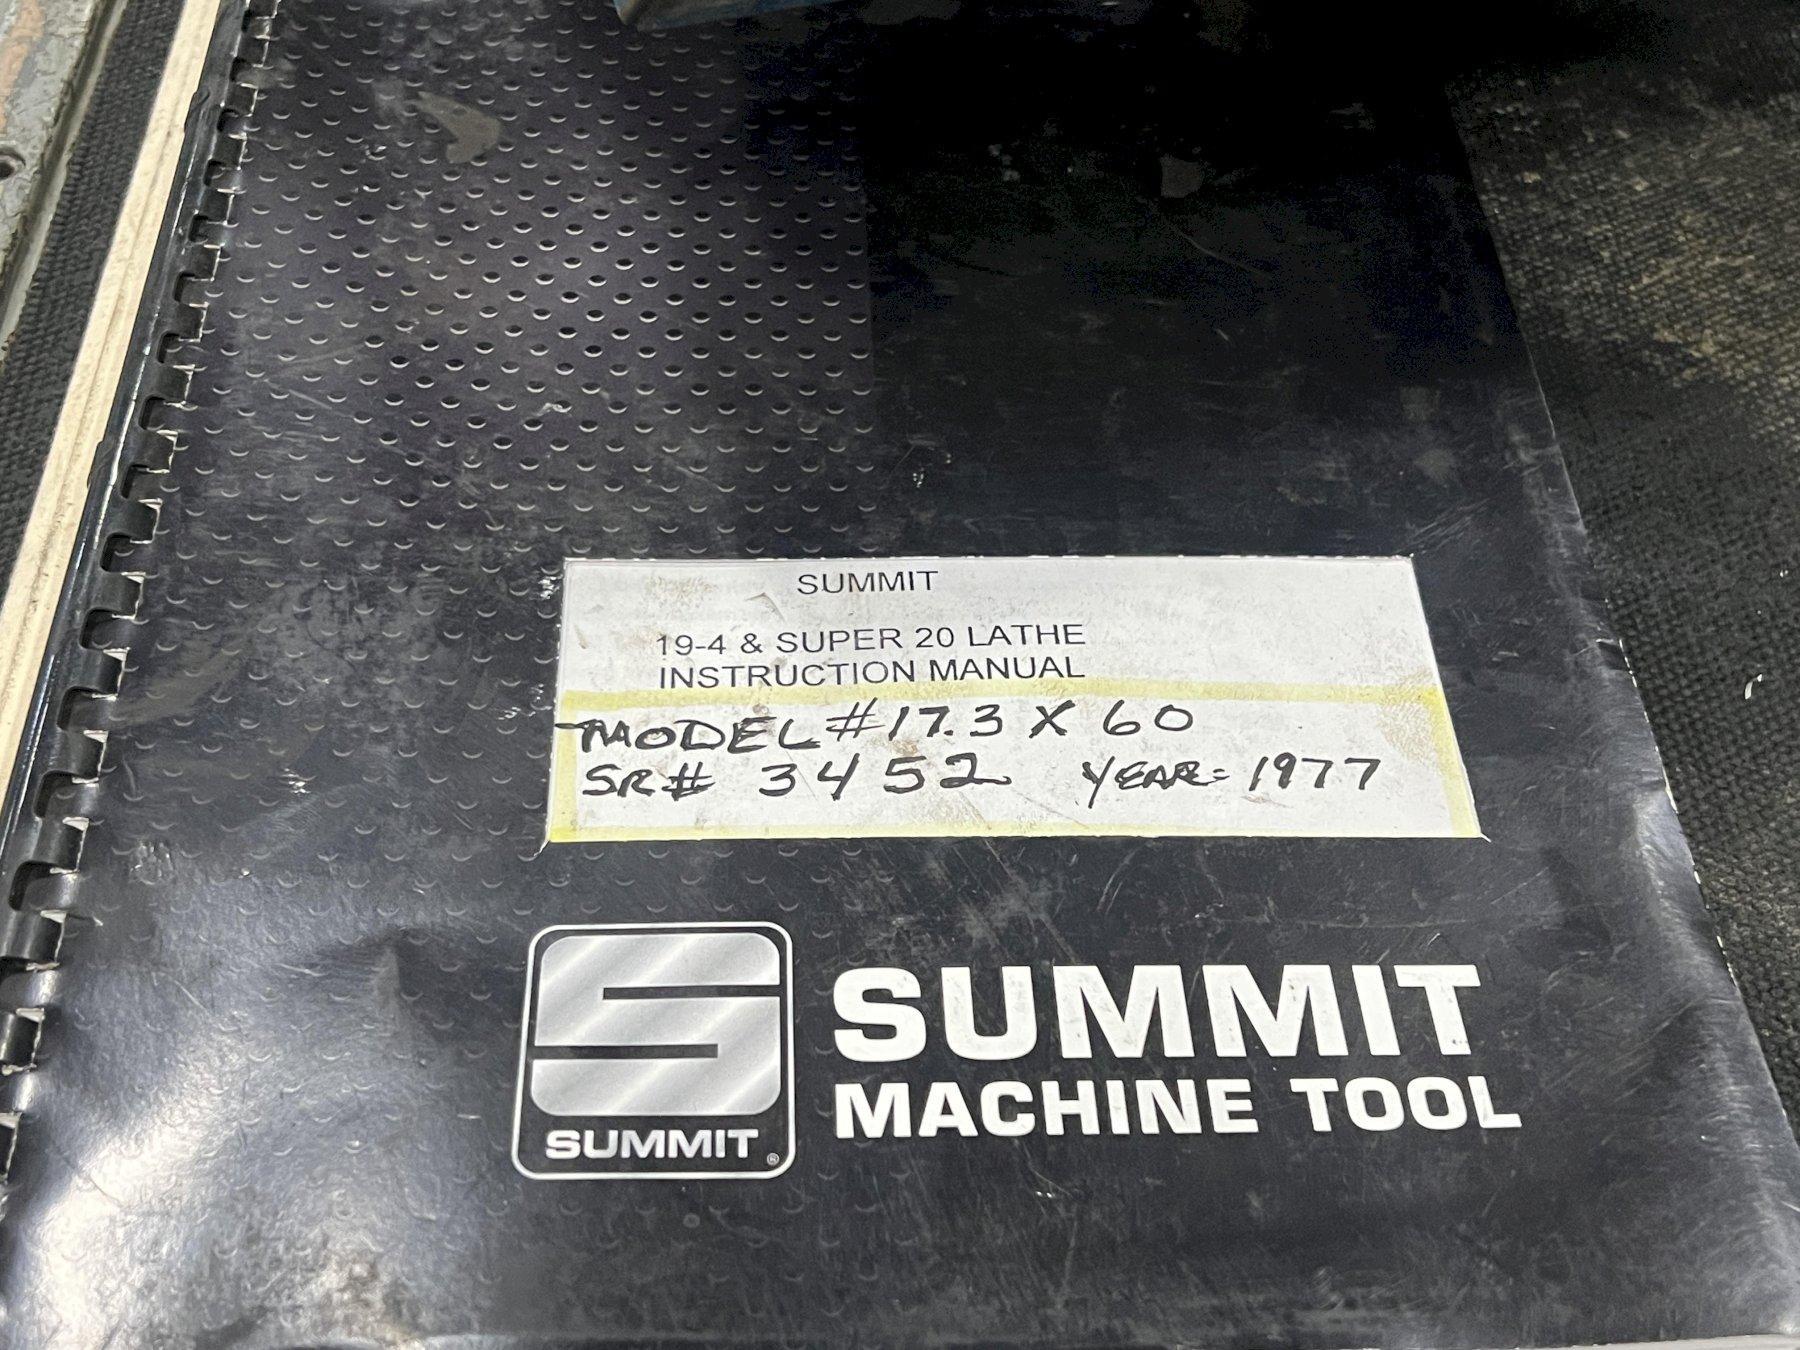 SUMMIT
19-4 & SUPER 20 LATHE
INSTRUCTION MANUAL
MODEL #17.3 X 60
SR# 3452 YEAR= 1977
SUMMIT
MACHINE TOOL
SUMMIT ®